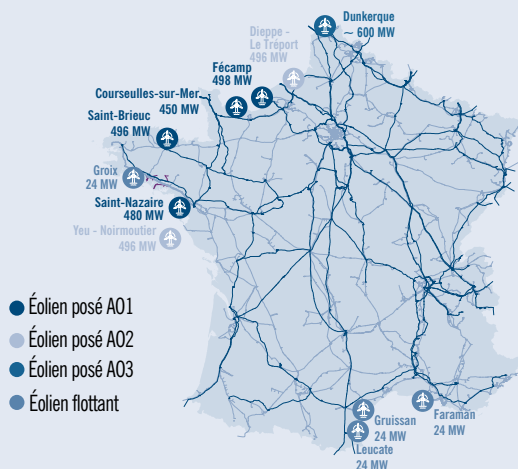 Dunkerque
~ 600 MW
Dieppe -
Le Tréport
496 MW
Fécamp
498 MW
Courseulles-sur-Mer
450 MW
Saint-Brieuc
496 MW
Groix
24 MW
Saint-Nazaire
480 MW
Yeu - Noirmoutier
496 MW
Éolien posé AO1
Éolien posé AO2
Éolien posé AO3
Éolien flottant
Gruissan
24 MW
Faraman
24 MW
Leucate
24 MW